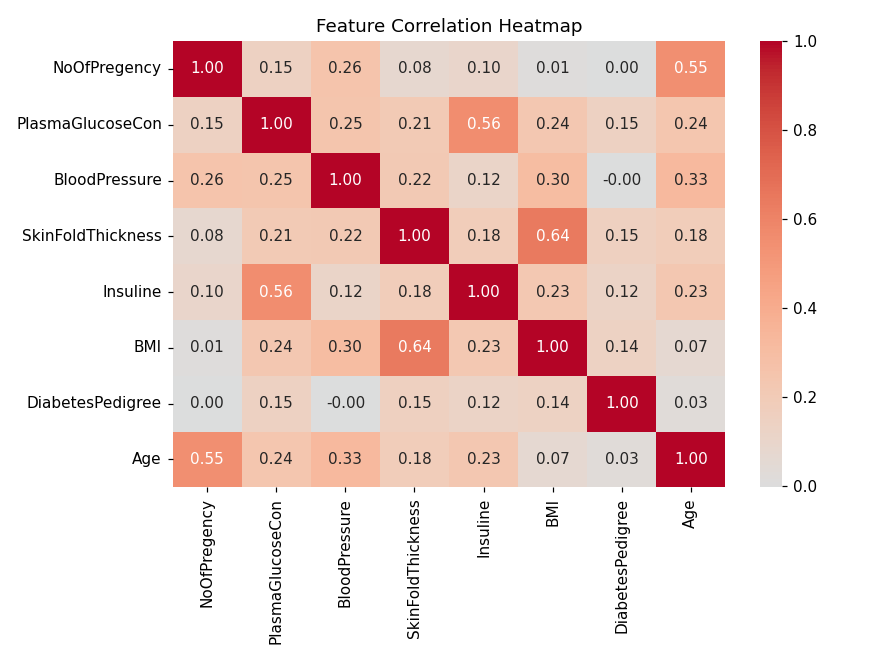 Feature Correlation Heatmap
NoOfPregency 1.00 0.15 0.26 0.08 0.10 0.01 0.00 0.55
PlasmaGlucoseCon 0.15 1.00 0.25 0.21 0.56 0.24 0.15 0.24
BloodPressure 0.26 0.25 1.00 0.22 0.12 0.30 -0.00 0.33
SkinFoldThickness 0.08 0.21 0.22 1.00 0.18 0.64 0.15 0.18
Insuline 0.10 0.56 0.12 0.18 1.00 0.23 0.12 0.23
BMI 0.01 0.24 0.30 0.64 0.23 1.00 0.14 0.07
DiabetesPedigree 0.00 0.15 -0.00 0.15 0.12 0.14 1.00 0.03
Age 0.55 0.24 0.33 0.18 0.23 0.07 0.03 1.00
NoOfPregency
PlasmaGlucoseCon
BloodPressure
SkinFoldThickness
Insuline
BMI
DiabetesPedigree
Age
1.0
0.8
0.6
0.4
0.2
0.0